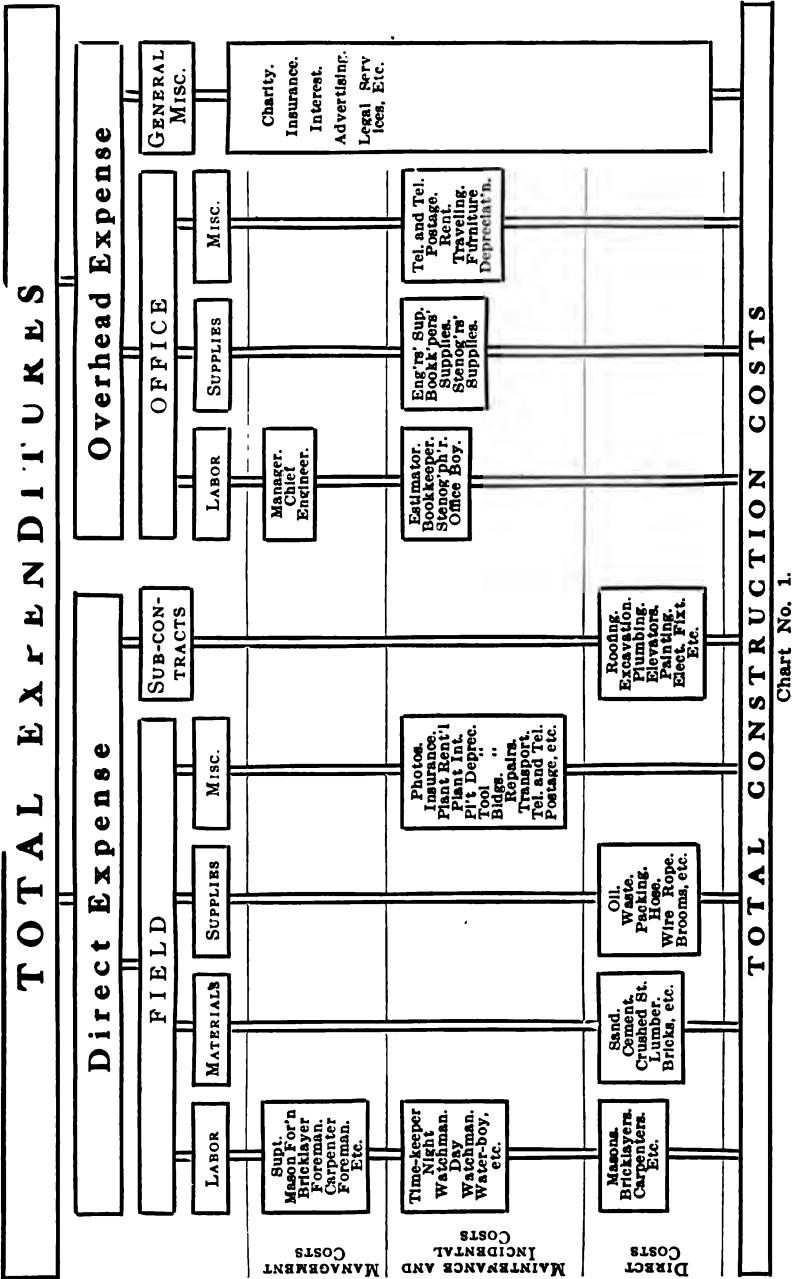 TOTAL EXPENDITURES
Direct Expense
Overhead Expense
FIELD
SUB-CON-
TRACTS
OFFICE
GENERAL
MISC.
LABOR
MATERIALS
SUPPLIES
MISC.
LABOR
SUPPLIES
MISC.
MANAGEMENT
COSTS
Supt.
Mason For'n
Bricklayer
Foreman.
Carpenter
Foreman.
Etc.
Manager.
Chief
Engineer.
Charity.
Insurance.
Interest.
Advertising.
Legal Serv
ices, Etc.
MAINTENANCE AND
INCIDENTAL
COSTS
Time-keeper
Night
Watchman.
Day
Watchman.
Water-boy,
etc.
Photos.
Insurance.
Plant Rent'l
Plant Int.
Pl't Deprec.
Tool "
Bldgs. "
Repairs.
Transport.
Tel. and Tel.
Postage, etc.
Estimator.
Bookkeeper.
Stenog'ph'r.
Office Boy.
Eng'rs' Sup.
Bookk'pers'
Supplies.
Stenog'rs'
Supplies.
Tel. and Tel.
Postage.
Rent.
Traveling.
Furniture
Depreciat'n.
DIRECT
COSTS
Masons.
Bricklayers.
Carpenters.
Etc.
Sand.
Cement.
Crushed St.
Lumber.
Bricks, etc.
Oil.
Waste.
Packing.
Hose.
Wire Rope.
Brooms, etc.
Roofing.
Excavation.
Plumbing.
Elevators.
Painting.
Elect. Fixt.
Etc.
TOTAL CONSTRUCTION COSTS
Chart No. 1.